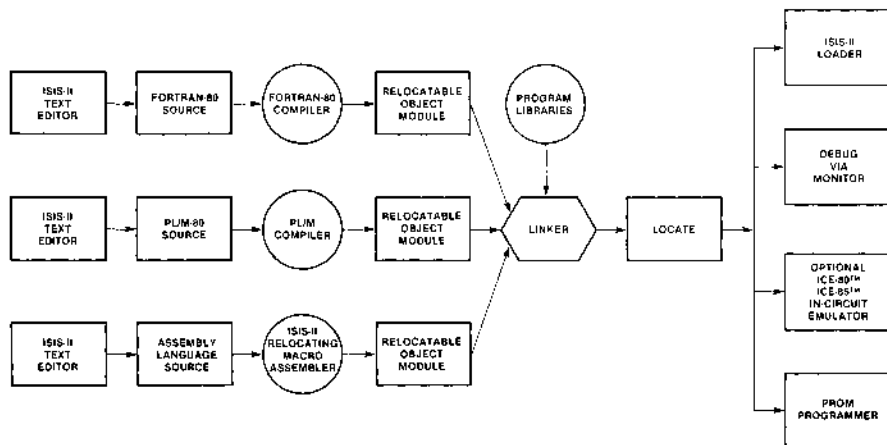 ISIS-II
LOADER
ISIS-II
TEXT
EDITOR
FORTRAN-80
SOURCE
FORTRAN-80
COMPILER
RELOCATABLE
OBJECT
MODULE
PROGRAM
LIBRARIES
DEBUG
VIA
MONITOR
ISIS-II
TEXT
EDITOR
PL/M-80
SOURCE
PL/M
COMPILER
RELOCATABLE
OBJECT
MODULE
LINKER
LOCATE
OPTIONAL
ICE-80™
ICE-85™
IN-CIRCUIT
EMULATOR
ISIS-II
TEXT
EDITOR
ASSEMBLY
LANGUAGE
SOURCE
ISIS-II
RELOCATING
MACRO
ASSEMBLER
RELOCATABLE
OBJECT
MODULE
PROM
PROGRAMMER